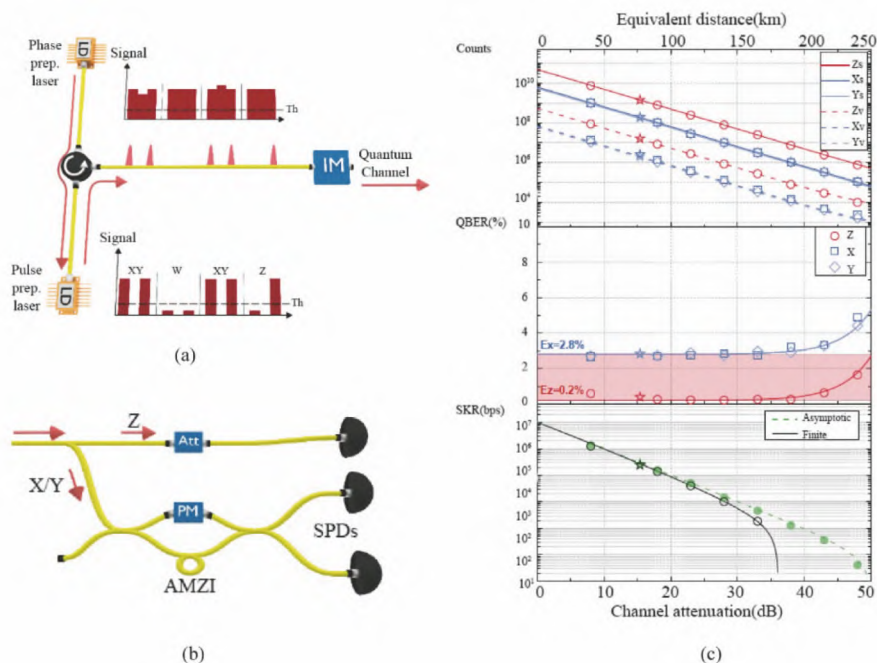 Phase
prep.
laser
LD
Signal
Th
IM
Quantum
Channel
Signal
XY W XY Z
Th
Pulse
prep.
laser
LD
(a)
Z
Att
X/Y
PM
SPDs
AMZI
(b)
Equivalent distance(km)
Counts
0 50 100 150 200 250
10^10
10^8
10^6
10^4
10^2
Zs
Xs
Ys
Zv
Xv
Yv
QBER(%)
8
6
4
2
0
Z
X
Y
Ex=2.8%
Ez=0.2%
SKR(bps)
10^7
10^6
10^5
10^4
10^3
10^2
10^1
Asymptotic
Finite
0 10 20 30 40 50
Channel attenuation(dB)
(c)